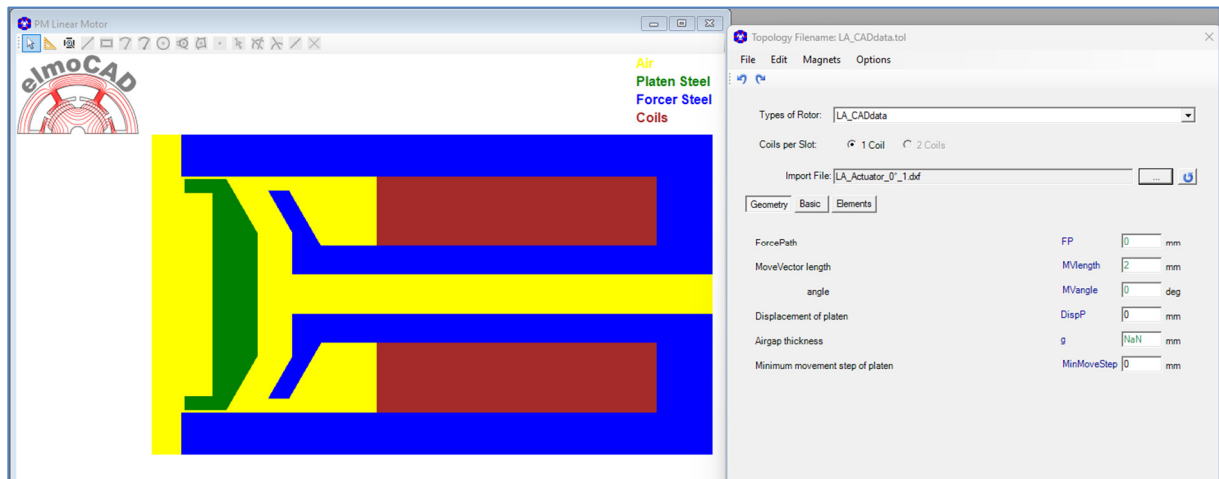 PM Linear Motor
elmoCAD
Air
Platen Steel
Forcer Steel
Coils
Topology Filename: LA_CADdata.tol
File Edit Magnets Options
Types of Rotor: LA_CADdata
Coils per Slot: 1 Coil 2 Coils
Import File: LA_Actuator_0°_1.dxf ...
Geometry Basic Elements
ForcePath FP 0 mm
MoveVector length MVlength 2 mm
angle MVangle 0 deg
Displacement of platen DispP 0 mm
Airgap thickness g NaN mm
Minimum movement step of platen MinMoveStep 0 mm